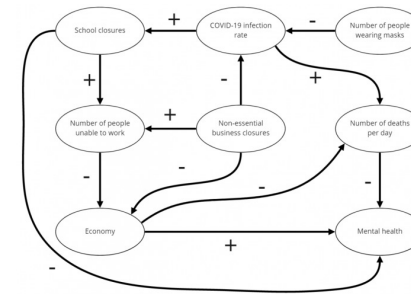 School closures
+
COVID-19 infection
rate
-
Number of people
wearing masks
+
-
+
Number of people
unable to work
+
Non-essential
business closures
Number of deaths
per day
-
-
-
-
Economy
+
Mental health
-